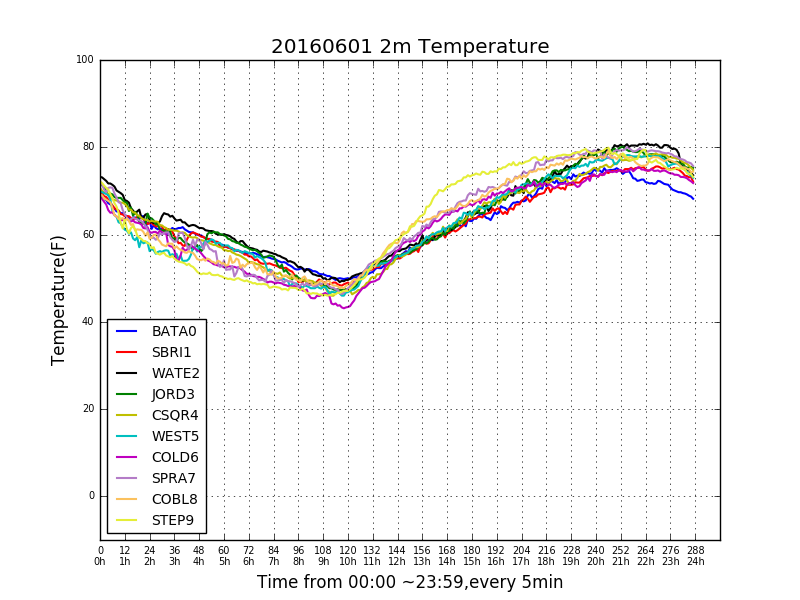 20160601 2m Temperature
100
80
60
40
20
0
Temperature(F)
BATA0
SBRI1
WATE2
JORD3
CSQR4
WEST5
COLD6
SPRA7
COBL8
STEP9
0 12 24 36 48 60 72 84 96 108 120 132 144 156 168 180 192 204 216 228 240 252 264 276 288
0h 1h 2h 3h 4h 5h 6h 7h 8h 9h 10h 11h 12h 13h 14h 15h 16h 17h 18h 19h 20h 21h 22h 23h 24h
Time from 00:00 ~23:59,every 5min